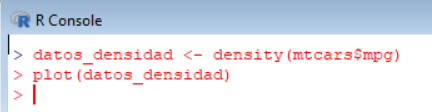 R Console
> datos_densidad <- density(mtcars$mpg)
> plot(datos_densidad)
>